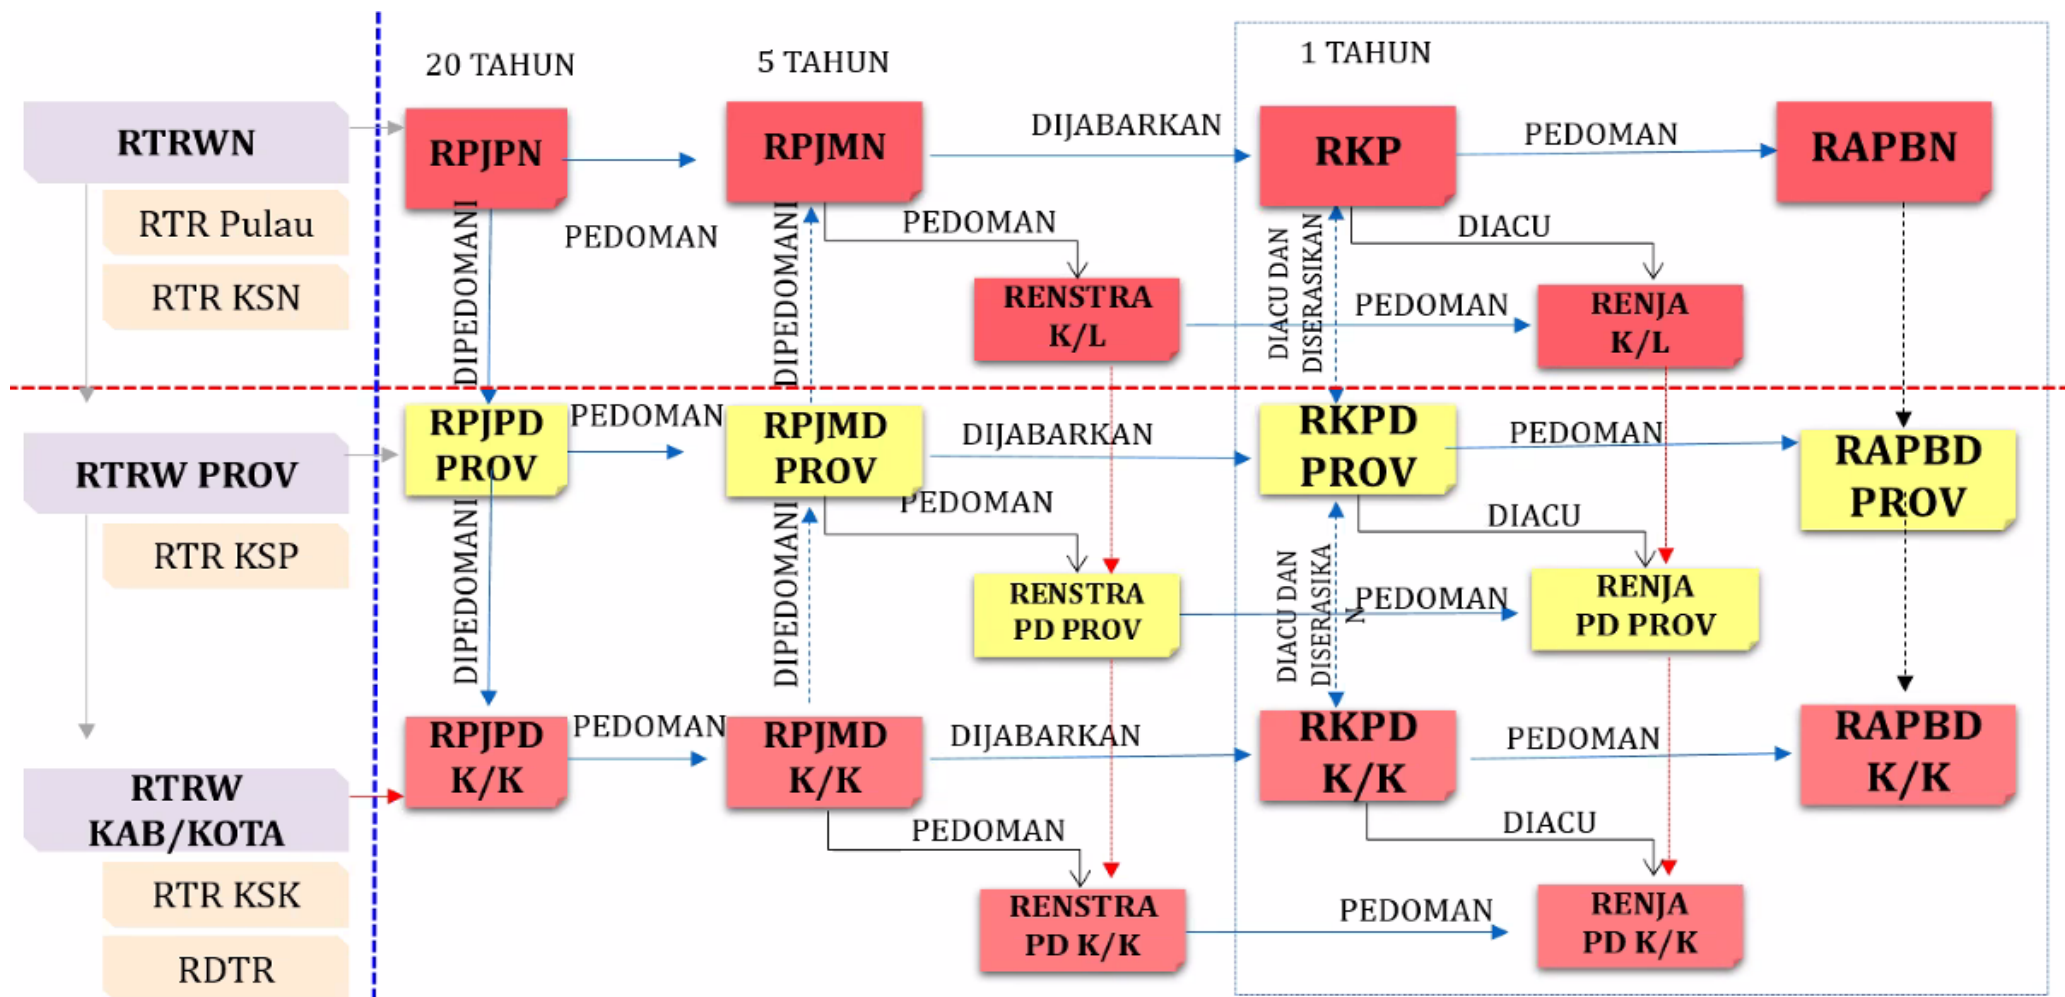 20 TAHUN
5 TAHUN
1 TAHUN
RTRWN
RPJPN
RPJMN
DIJABARKAN
RKP
PEDOMAN
RAPBN
RTR Pulau
RTR KSN
DIPEDOMANI
PEDOMAN
DIPEDOMANI
PEDOMAN
RENSTRA
K/L
DIACU DAN
DISERASIKAN
DIACU
PEDOMAN
RENJA
K/L
RTRW PROV
RTR KSP
RPJPD
PROV
PEDOMAN
RPJMD
PROV
DIJABARKAN
RKPD
PROV
PEDOMAN
RAPBD
PROV
DIPEDOMANI
DIPEDOMANI
PEDOMAN
RENSTRA
PD PROV
DIACU DAN
DISERASIKA
N
DIACU
PEDOMAN
RENJA
PD PROV
RTRW
KAB/KOTA
RTR KSK
RDTR
RPJPD
K/K
PEDOMAN
RPJMD
K/K
DIJABARKAN
RKPD
K/K
PEDOMAN
RAPBD
K/K
PEDOMAN
RENSTRA
PD K/K
DIACU
PEDOMAN
RENJA
PD K/K